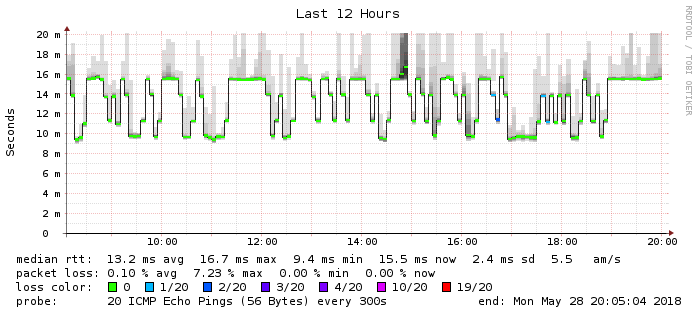 Last 12 Hours
RRDTOOL / TOBI OETIKER
Seconds
20 m
18 m
16 m
14 m
12 m
10 m
8 m
6 m
4 m
2 m
0
10:00 12:00 14:00 16:00 18:00 20:00
median rtt: 13.2 ms avg 16.7 ms max 9.4 ms min 15.5 ms now 2.4 ms sd 5.5 am/s
packet loss: 0.10 % avg 7.23 % max 0.00 % min 0.00 % now
loss color: 0 1/20 2/20 3/20 4/20 10/20 19/20
probe: 20 ICMP Echo Pings (56 Bytes) every 300s end: Mon May 28 20:05:04 2018